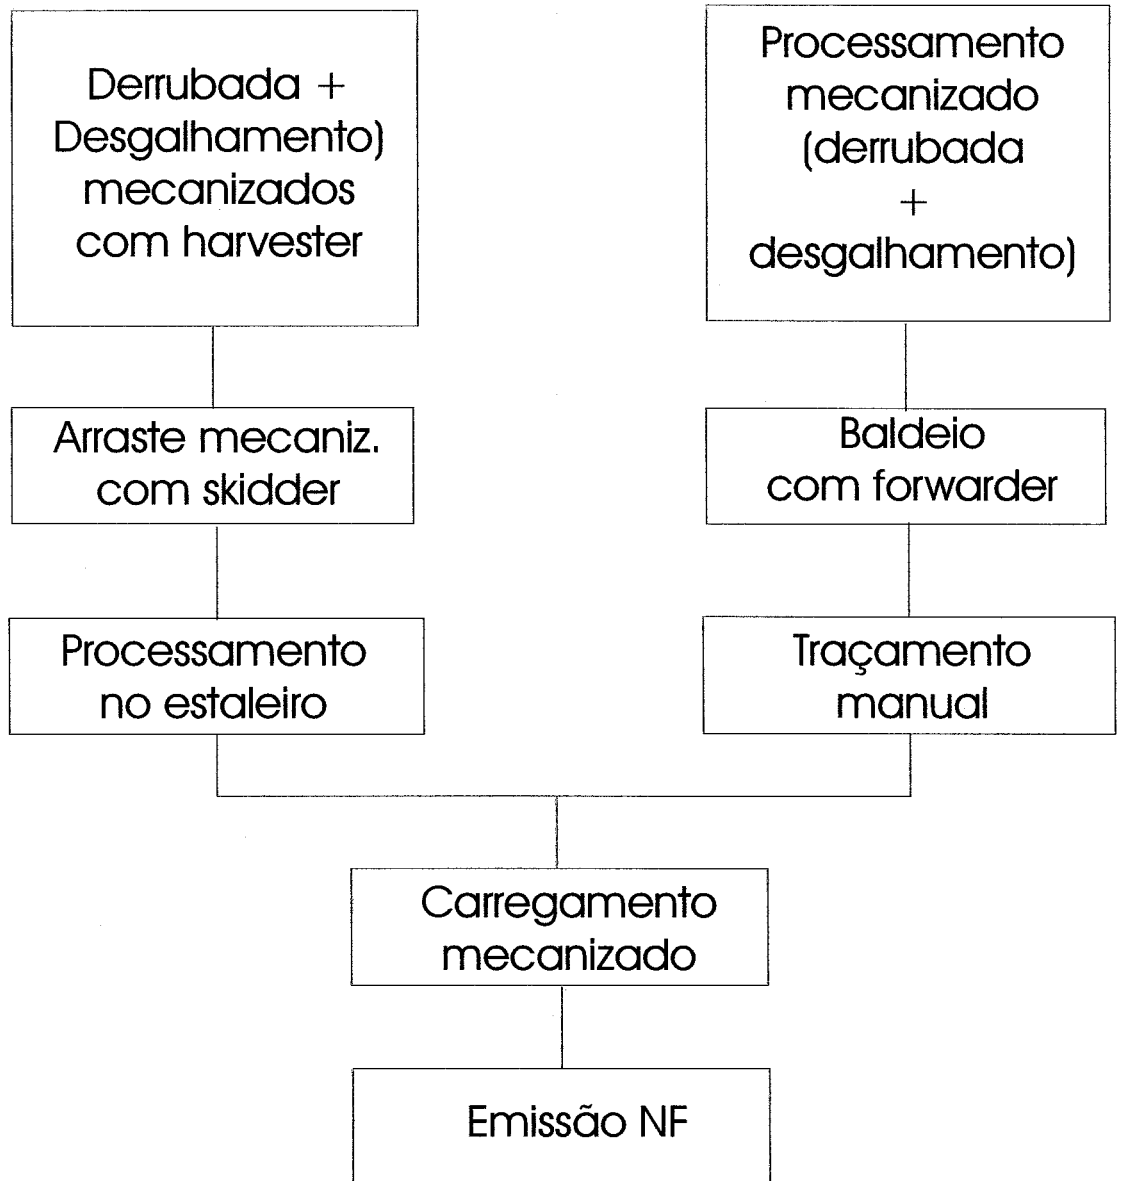 Derrubada +
Desgalhamento)
mecanizados
com harvester
Processamento
mecanizado
(derrubada
+
desgalhamento)
Arraste mecaniz.
com skidder
Baldeio
com forwarder
Processamento
no estaleiro
Traçamento
manual
Carregamento
mecanizado
Emissão NF